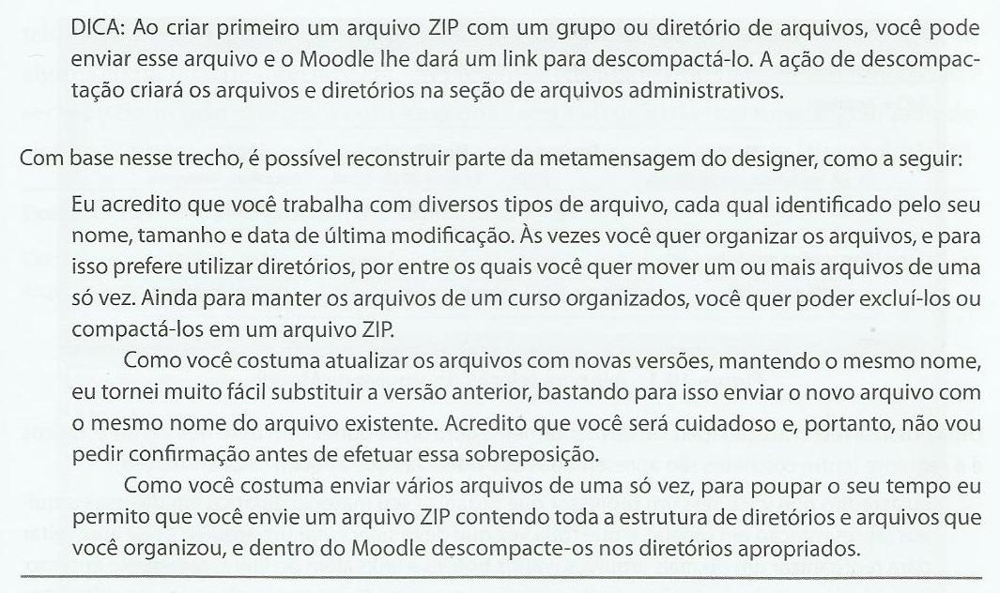 DICA: Ao criar primeiro um arquivo ZIP com um grupo ou diretório de arquivos, você pode
enviar esse arquivo e o Moodle lhe dará um link para descompactá-lo. A ação de descompac-
tação criará os arquivos e diretórios na seção de arquivos administrativos.
Com base nesse trecho, é possível reconstruir parte da metamensagem do designer, como a seguir:
Eu acredito que você trabalha com diversos tipos de arquivo, cada qual identificado pelo seu
nome, tamanho e data de última modificação. Às vezes você quer organizar os arquivos, e para
isso prefere utilizar diretórios, por entre os quais você quer mover um ou mais arquivos de uma
só vez. Ainda para manter os arquivos de um curso organizados, você quer poder excluí-los ou
compactá-los em um arquivo ZIP.
Como você costuma atualizar os arquivos com novas versões, mantendo o mesmo nome,
eu tornei muito fácil substituir a versão anterior, bastando para isso enviar o novo arquivo com
o mesmo nome do arquivo existente. Acredito que você será cuidadoso e, portanto, não vou
pedir confirmação antes de efetuar essa sobreposição.
Como você costuma enviar vários arquivos de uma só vez, para poupar o seu tempo eu
permito que você envie um arquivo ZIP contendo toda a estrutura de diretórios e arquivos que
você organizou, e dentro do Moodle descompacte-os nos diretórios apropriados.